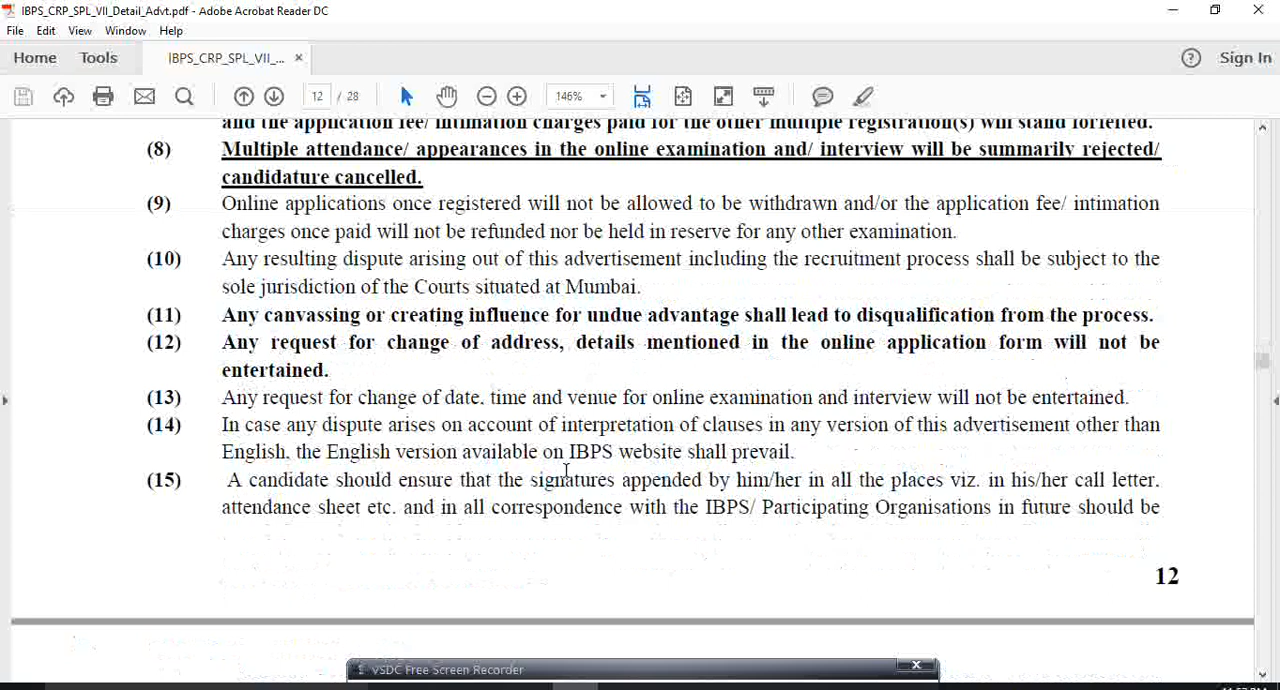 IBPS_CRP_SPL_VII_Detail_Advt.pdf - Adobe Acrobat Reader DC
File Edit View Window Help
Home Tools IBPS_CRP_SPL_VII_... × Sign In
12 / 28 146%
and the application fee/ intimation charges paid for the other multiple registration(s) will stand forfeited.
(8) Multiple attendance/ appearances in the online examination and/ interview will be summarily rejected/
candidature cancelled.
(9) Online applications once registered will not be allowed to be withdrawn and/or the application fee/ intimation
charges once paid will not be refunded nor be held in reserve for any other examination.
(10) Any resulting dispute arising out of this advertisement including the recruitment process shall be subject to the
sole jurisdiction of the Courts situated at Mumbai.
(11) Any canvassing or creating influence for undue advantage shall lead to disqualification from the process.
(12) Any request for change of address, details mentioned in the online application form will not be
entertained.
(13) Any request for change of date, time and venue for online examination and interview will not be entertained.
(14) In case any dispute arises on account of interpretation of clauses in any version of this advertisement other than
English, the English version available on IBPS website shall prevail.
(15) A candidate should ensure that the signatures appended by him/her in all the places viz. in his/her call letter,
attendance sheet etc. and in all correspondence with the IBPS/ Participating Organisations in future should be
12
VSDC Free Screen Recorder